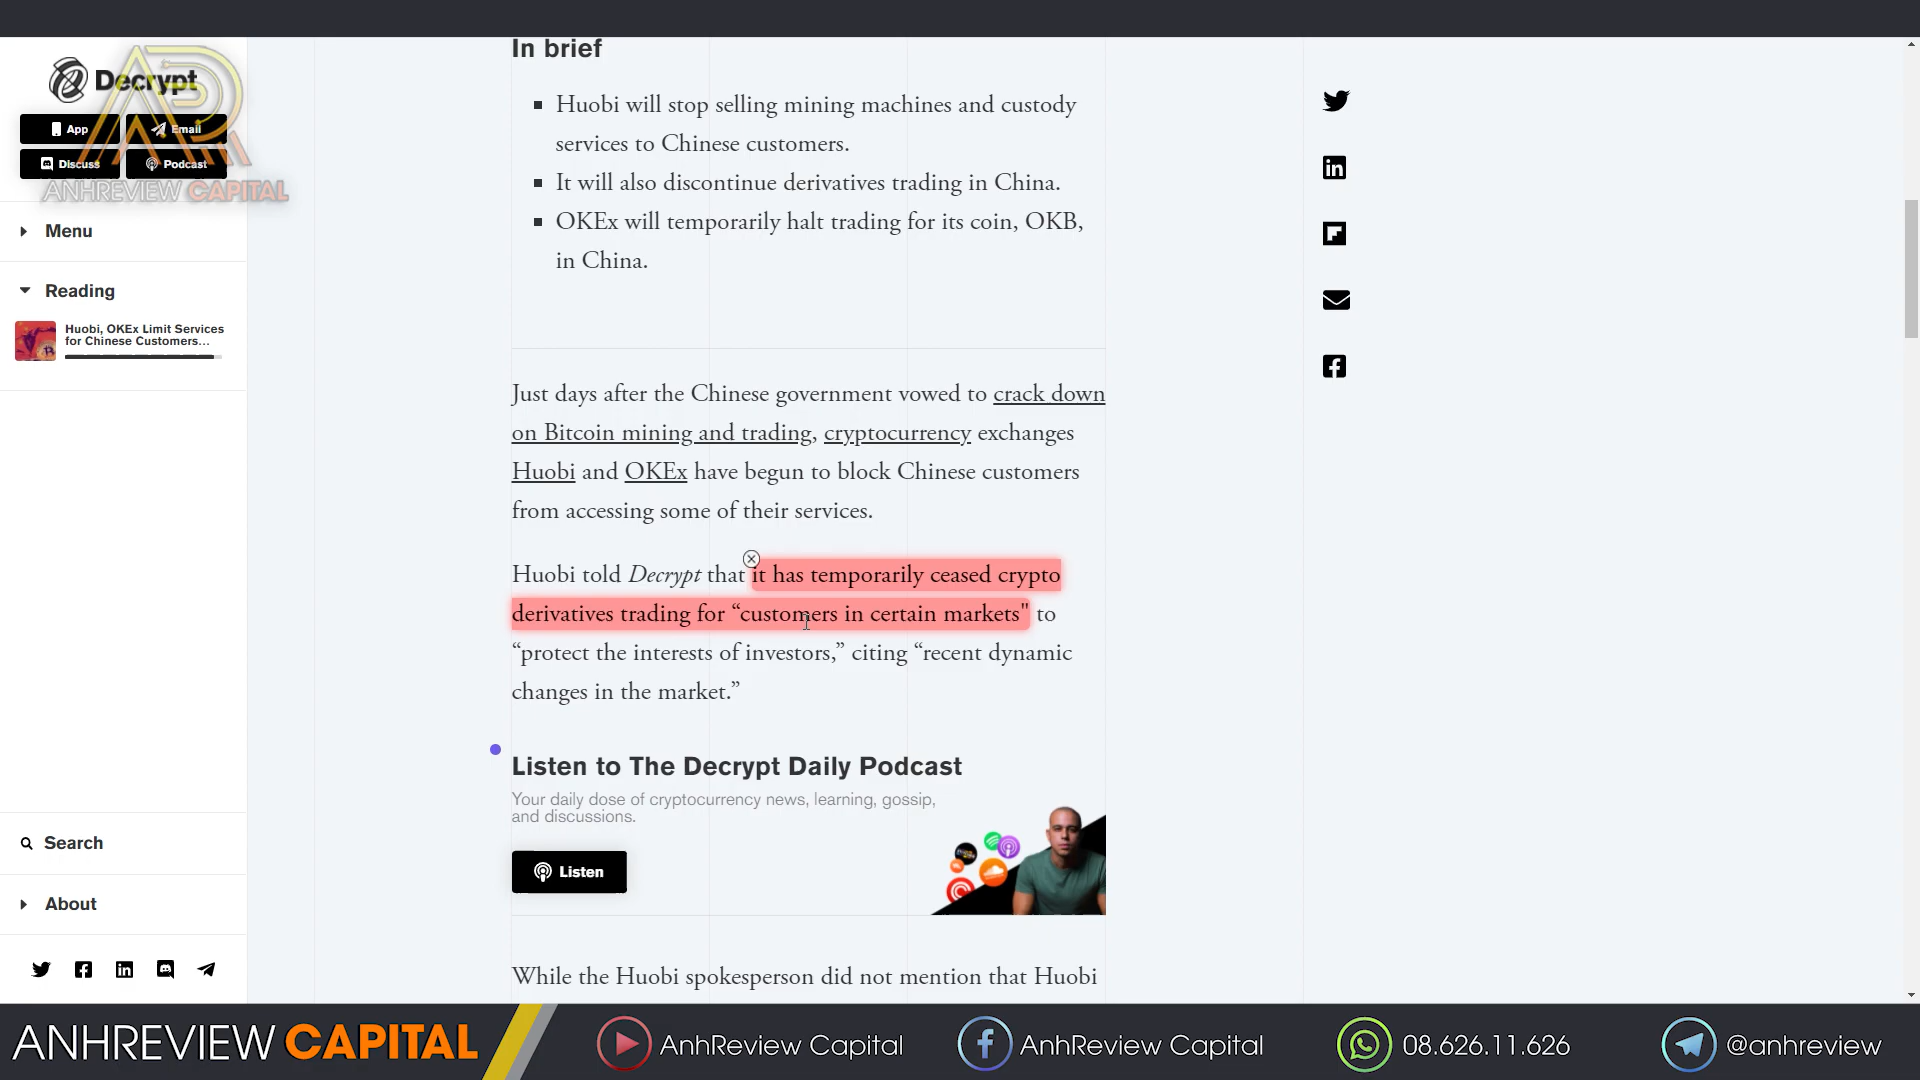 Decrypt
App
Email
Discuss
Podcast
ANHREVIEW CAPITAL
Menu
Reading
Huobi, OKEx Limit Services
for Chinese Customers...
Search
About
In brief
Huobi will stop selling mining machines and custody
services to Chinese customers.
It will also discontinue derivatives trading in China.
OKEx will temporarily halt trading for its coin, OKB,
in China.
Just days after the Chinese government vowed to crack down
on Bitcoin mining and trading, cryptocurrency exchanges
Huobi and OKEx have begun to block Chinese customers
from accessing some of their services.
Huobi told Decrypt that it has temporarily ceased crypto
derivatives trading for “customers in certain markets" to
“protect the interests of investors,” citing “recent dynamic
changes in the market.”
Listen to The Decrypt Daily Podcast
Your daily dose of cryptocurrency news, learning, gossip,
and discussions.
Listen
While the Huobi spokesperson did not mention that Huobi
ANHREVIEW CAPITAL
AnhReview Capital
AnhReview Capital
08.626.11.626
@anhreview